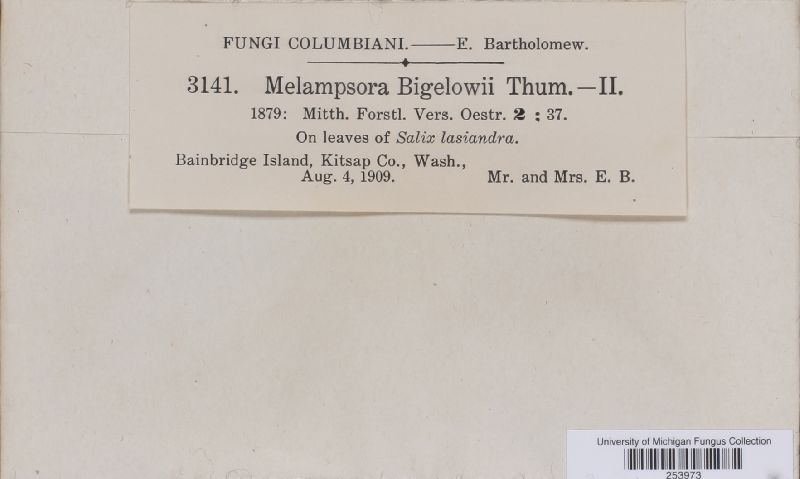 FUNGI COLUMBIANI.——E. Bartholomew.
3141. Melampsora Bigelowii Thum.—II.
1879: Mitth. Forstl. Vers. Oestr. 2 : 37.
On leaves of Salix lasiandra.
Bainbridge Island, Kitsap Co., Wash.,
Aug. 4, 1909. Mr. and Mrs. E. B.
University of Michigan Fungus Collection
253973